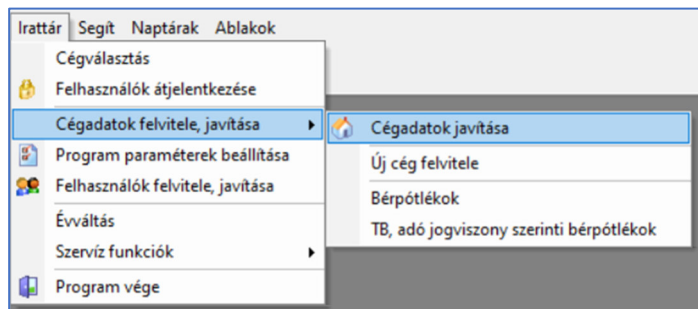 Irattár Segít Naptárak Ablakok
Cégválasztás
Felhasználók átjelentkezése
Cégadatok felvitele, javítása
Program paraméterek beállítása
Felhasználók felvitele, javítása
Évváltás
Szervíz funkciók
Program vége
Cégadatok javítása
Új cég felvitele
Bérpótlékok
TB, adó jogviszony szerinti bérpótlékok